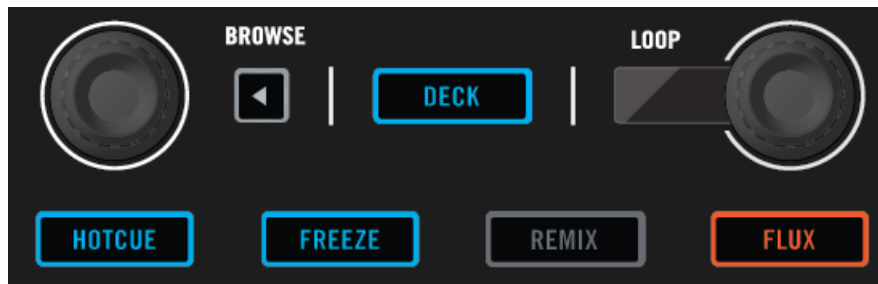 BROWSE
LOOP
DECK
HOTCUE
FREEZE
REMIX
FLUX